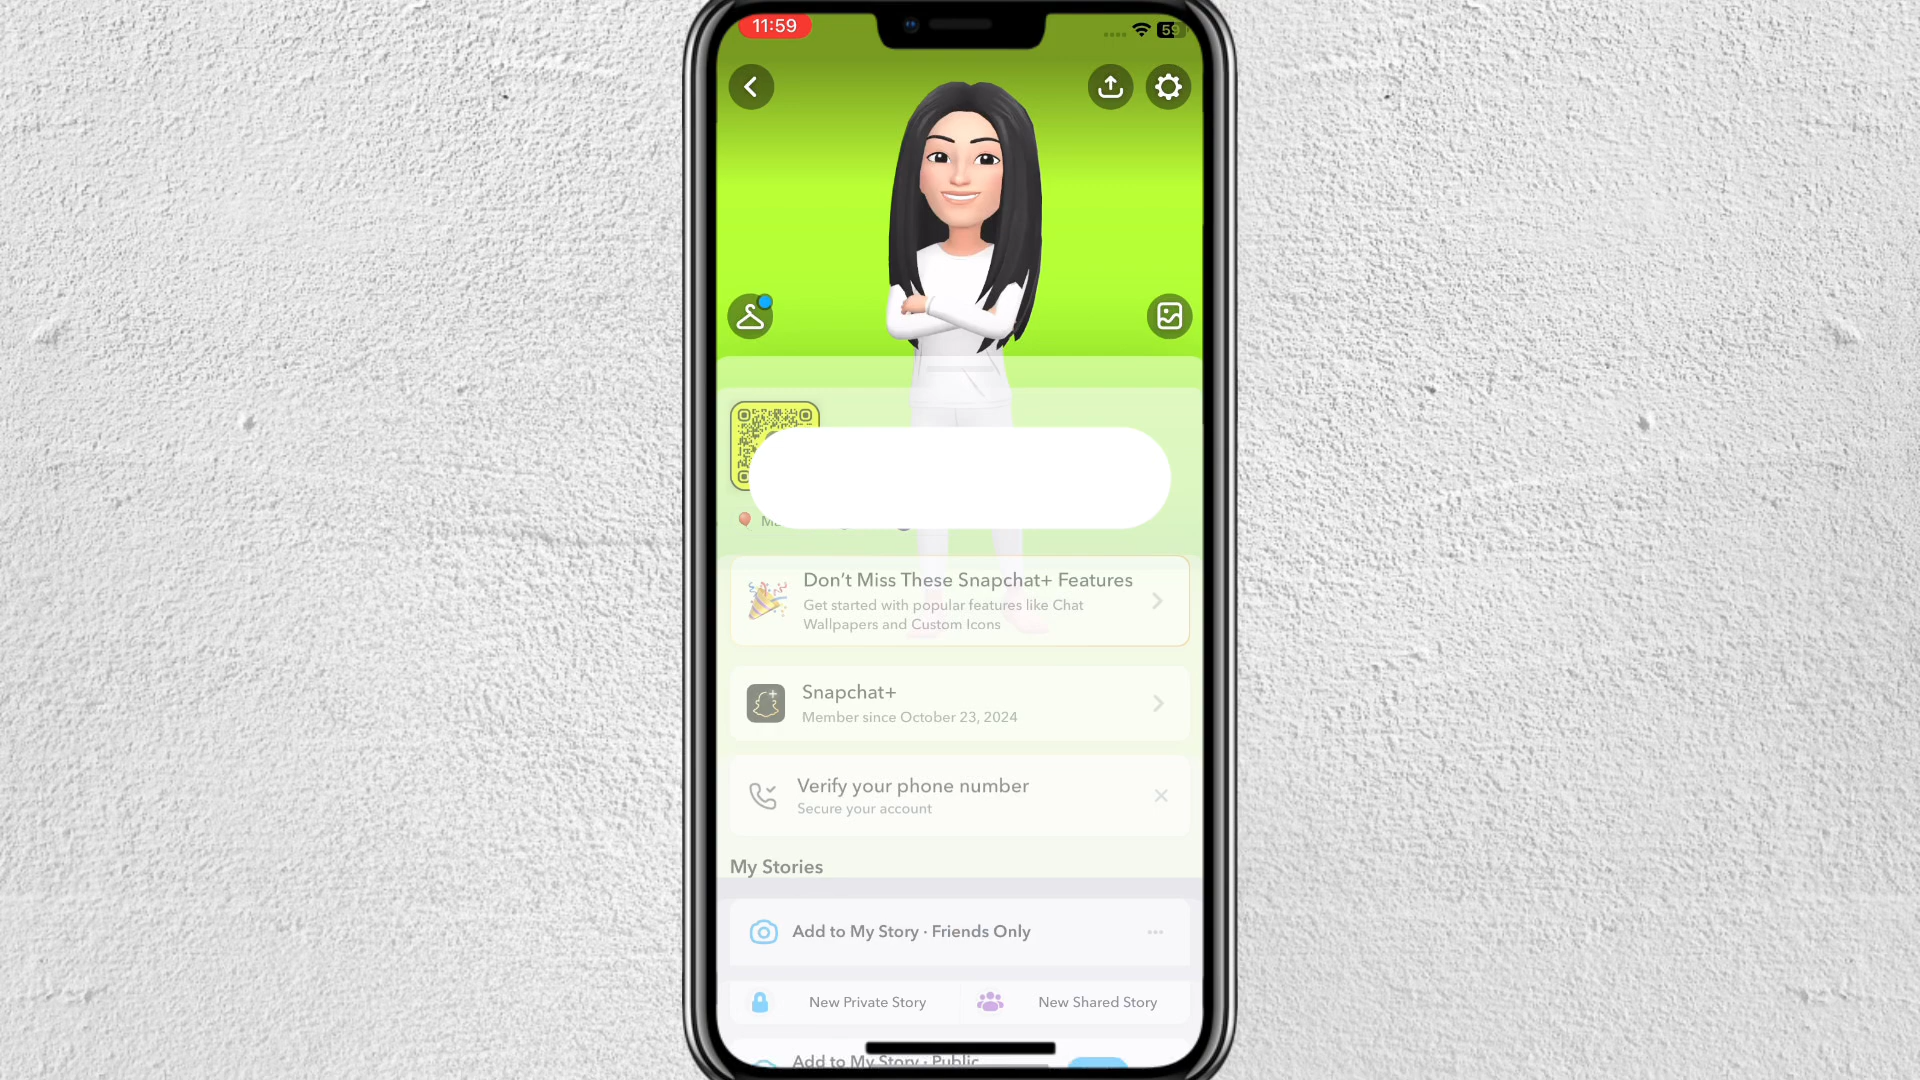 11:59
59
Don’t Miss These Snapchat+ Features
Get started with popular features like Chat
Wallpapers and Custom Icons
Snapchat+
Member since October 23, 2024
Verify your phone number
Secure your account
My Stories
Add to My Story · Friends Only
New Private Story
New Shared Story
Add to My Story · Public